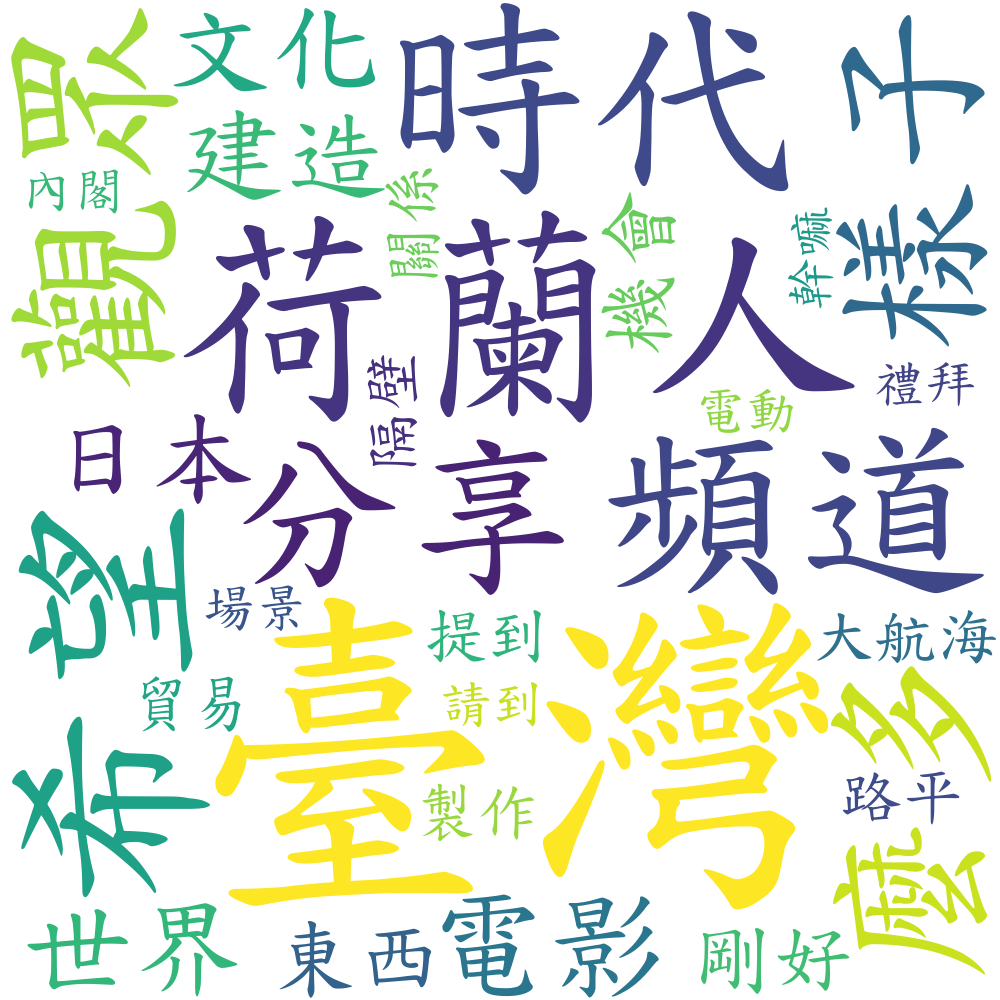 文化
時代
樣子
觀眾
建造
內閣
關係
機會
幹嘛
荷蘭人
隔壁
電動
禮拜
日本
分享
頻道
希望
場景
提到
大航海
貿易
請到
臺灣
多麼
製作
路平
世界
東西
電影
剛好